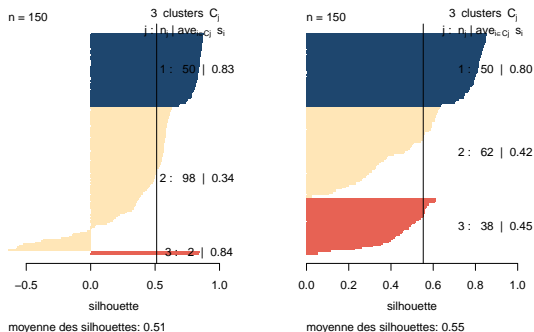 n = 150
3 clusters Cj
j : nj | avei∈Cj si
1 : 50 | 0.83
2 : 98 | 0.34
3 : 2 | 0.84
−0.5 0.0 0.6 1.0
silhouette
moyenne des silhouettes: 0.51
n = 150
3 clusters Cj
j : nj | avei∈Cj si
1 : 50 | 0.80
2 : 62 | 0.42
3 : 38 | 0.45
0.0 0.2 0.4 0.6 0.8 1.0
silhouette
moyenne des silhouettes: 0.55